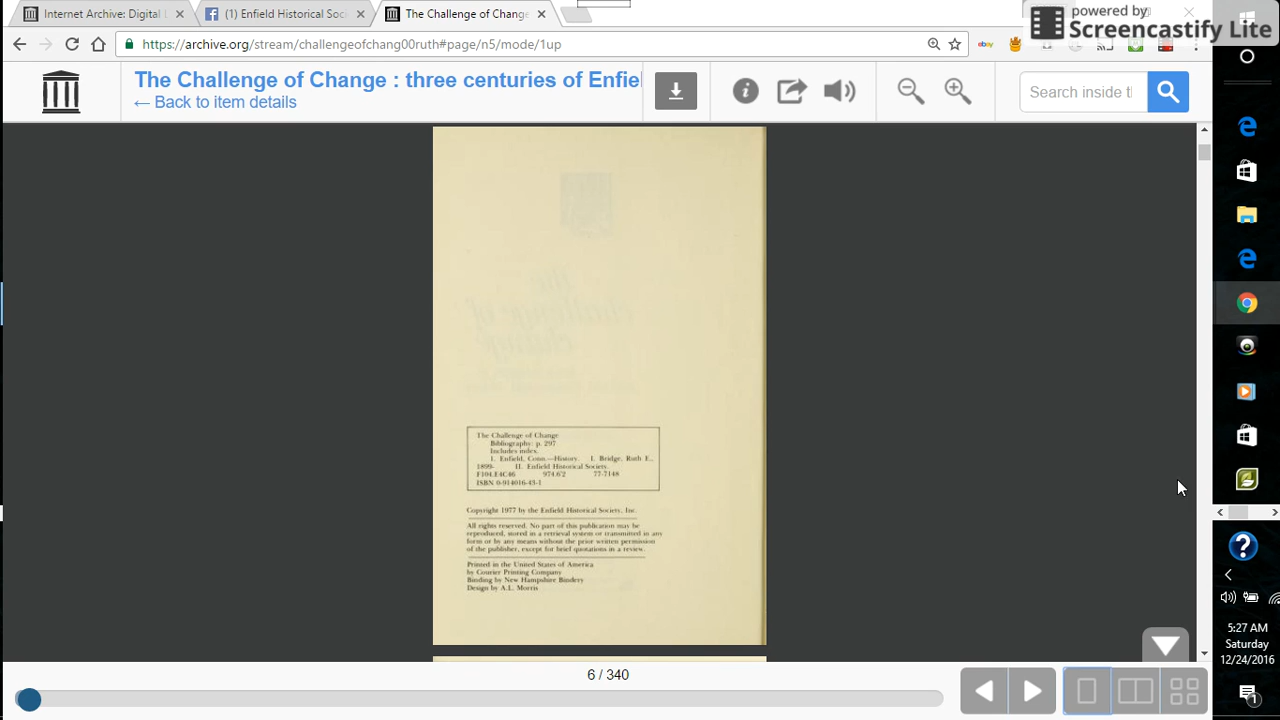 Internet Archive: Digital
(1) Enfield Historical So
The Challenge of Change
powered by
Screencastify Lite
https://archive.org/stream/challengeofchang00ruth#page/n5/mode/1up
ebay
The Challenge of Change : three centuries of Enfie
← Back to item details
Search inside t
The Challenge of Change
Bibliography: p. 297
Includes index.
I. Enfield, Conn.—History. I. Bridge, Ruth E.,
1899- II. Enfield Historical Society.
F104.E4C46 974.6'2 77-7148
ISBN 0-914016-43-1
Copyright 1977 by the Enfield Historical Society, Inc.
All rights reserved. No part of this publication may be
reproduced, stored in a retrieval system or transmitted in any
form or by any means without the prior written permission
of the publisher, except for brief quotations in a review.
Printed in the United States of America
by Courier Printing Company
Binding by New Hampshire Bindery
Design by A.L. Morris
6 / 340
5:27 AM
Saturday
12/24/2016
1